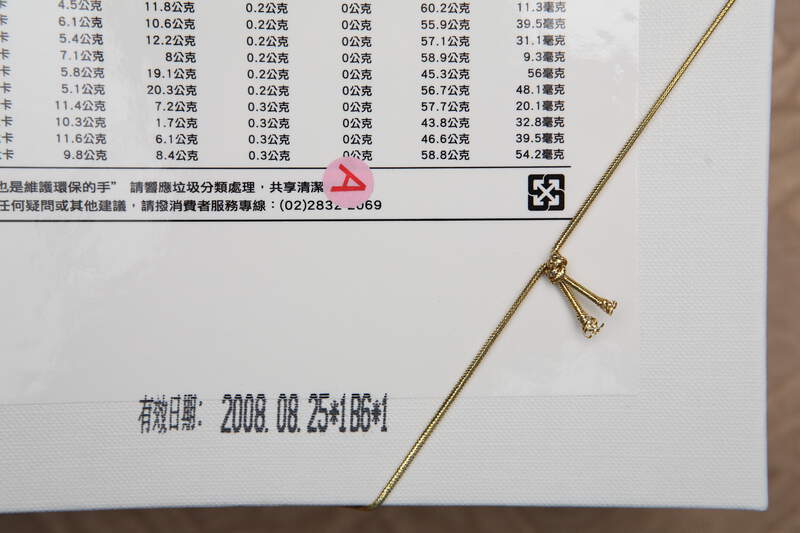 4.5公克 11.8公克 0.2公克 0公克 60.2公克 11.3毫克
卡 6.1公克 10.6公克 0.2公克 0公克 55.9公克 39.5毫克
卡 5.4公克 12.2公克 0.2公克 0公克 57.1公克 31.1毫克
卡 7.1公克 8公克 0.2公克 0公克 58.9公克 9.3毫克
卡 5.8公克 19.1公克 0.2公克 0公克 45.3公克 56毫克
卡 5.1公克 20.3公克 0.2公克 0公克 56.7公克 48.1毫克
卡 11.4公克 7.2公克 0.3公克 0公克 57.7公克 20.1毫克
卡 10.3公克 1.7公克 0.3公克 0公克 43.8公克 32.8毫克
卡 11.6公克 6.1公克 0.3公克 0公克 46.6公克 39.5毫克
卡 9.8公克 8.4公克 0.3公克 0公克 58.8公克 54.2毫克
也是維護環保的手” 請響應垃圾分類處理，共享清潔
A
任何疑問或其他建議，請撥消費者服務專線：(02)2832 2069
有效日期: 2008.08.25*1B6*1